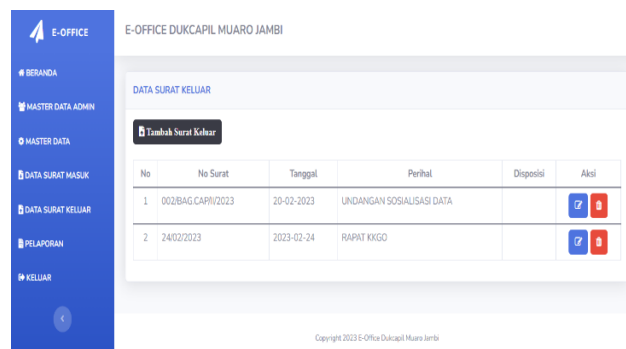 E-OFFICE
E-OFFICE DUKCAPIL MUARO JAMBI
BERANDA
MASTER DATA ADMIN
MASTER DATA
DATA SURAT MASUK
DATA SURAT KELUAR
PELAPORAN
KELUAR
DATA SURAT KELUAR
Tambah Surat Keluar
No No Surat Tanggal Perihal Disposisi Aksi
1 002/BAG.CAP/I/2023 20-02-2023 UNDANGAN SOSIALISASI DATA
2 24/02/2023 2023-02-24 RAPAT KKGO
Copyright 2023 E-Office Dukcapil Muaro Jambi